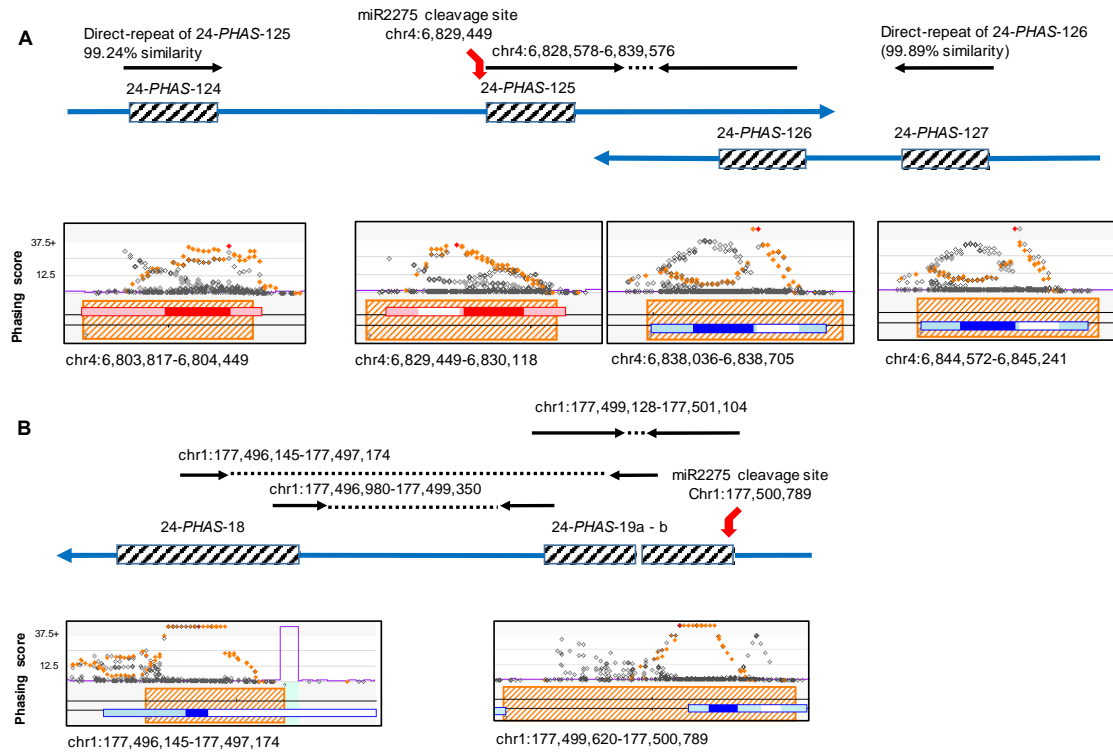 A
Direct-repeat of 24-PHAS-125
99.24% similarity
miR2275 cleavage site
chr4:6,829,449
chr4:6,828,578-6,839,576
Direct-repeat of 24-PHAS-126
(99.89% similarity)
24-PHAS-124
24-PHAS-125
24-PHAS-126
24-PHAS-127
Phasing score
37.5+
12.5
chr4:6,803,817-6,804,449
chr4:6,829,449-6,830,118
chr4:6,838,036-6,838,705
chr4:6,844,572-6,845,241
B
chr1:177,499,128-177,501,104
chr1:177,496,145-177,497,174
chr1:177,496,980-177,499,350
miR2275 cleavage site
Chr1:177,500,789
24-PHAS-18
24-PHAS-19a - b
Phasing score
37.5+
12.5
chr1:177,496,145-177,497,174
chr1:177,499,620-177,500,789